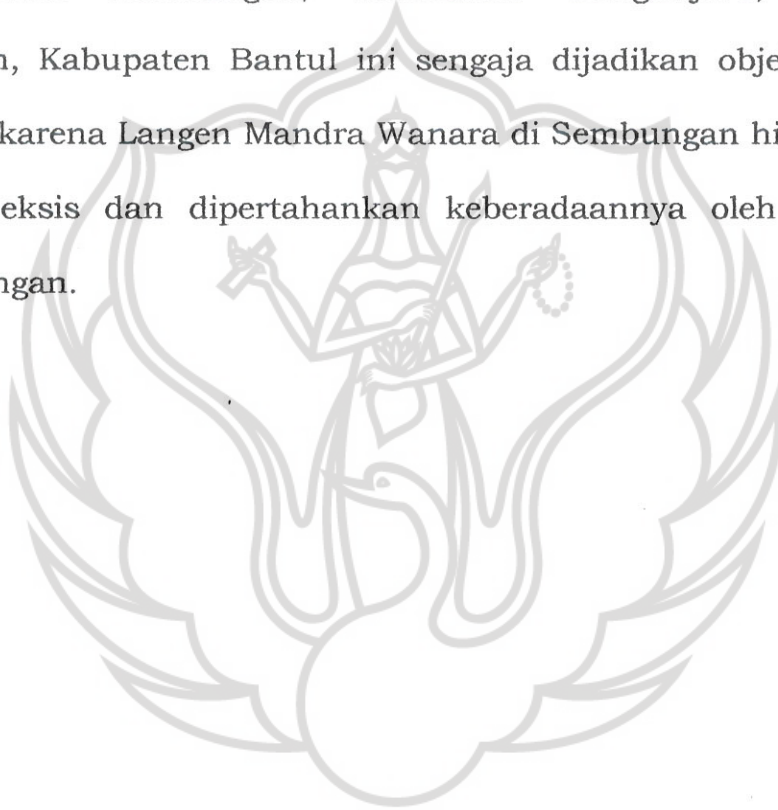 n, Kabupaten Bantul ini sengaja dijadikan obje
karena Langen Mandra Wanara di Sembungan hi
eksis dan dipertahankan keberadaannya oleh
ngan.